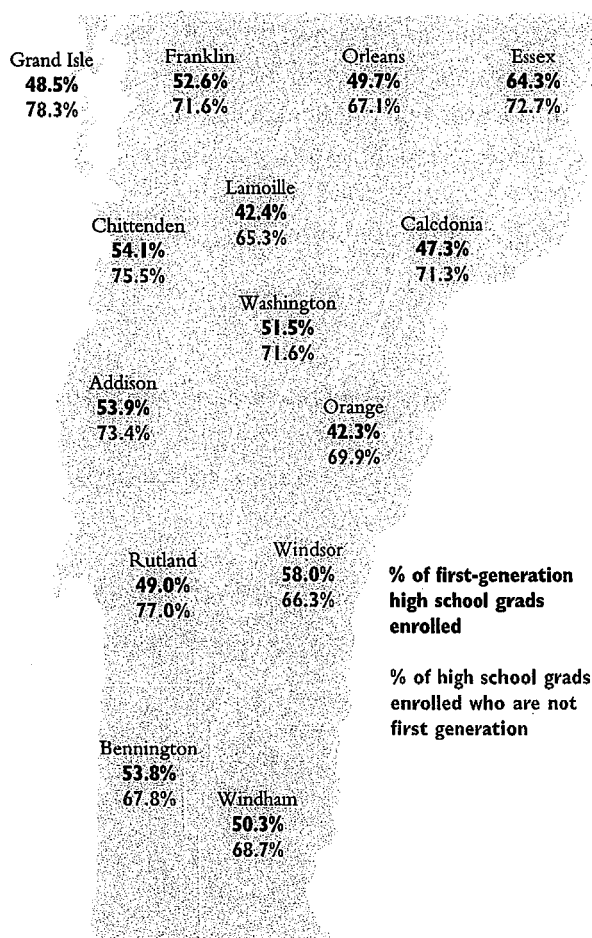 Grand Isle
48.5%
78.3%
Franklin
52.6%
71.6%
Orleans
49.7%
67.1%
Essex
64.3%
72.7%
Lamoille
42.4%
65.3%
Chittenden
54.1%
75.5%
Caledonia
47.3%
71.3%
Washington
51.5%
71.6%
Addison
53.9%
73.4%
Orange
42.3%
69.9%
Rutland
49.0%
77.0%
Windsor
58.0%
66.3%
% of first-generation
high school grads
enrolled
% of high school grads
enrolled who are not
first generation
Bennington
53.8%
67.8%
Windham
50.3%
68.7%